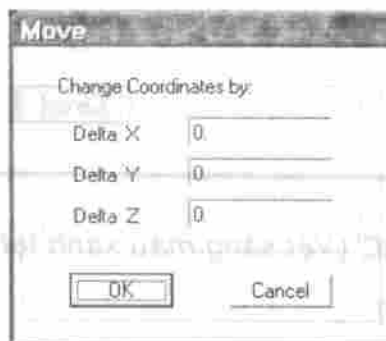 Move
Change Coordinates by:
Delta X 0.
Delta Y 0.
Delta Z 0.
OK Cancel